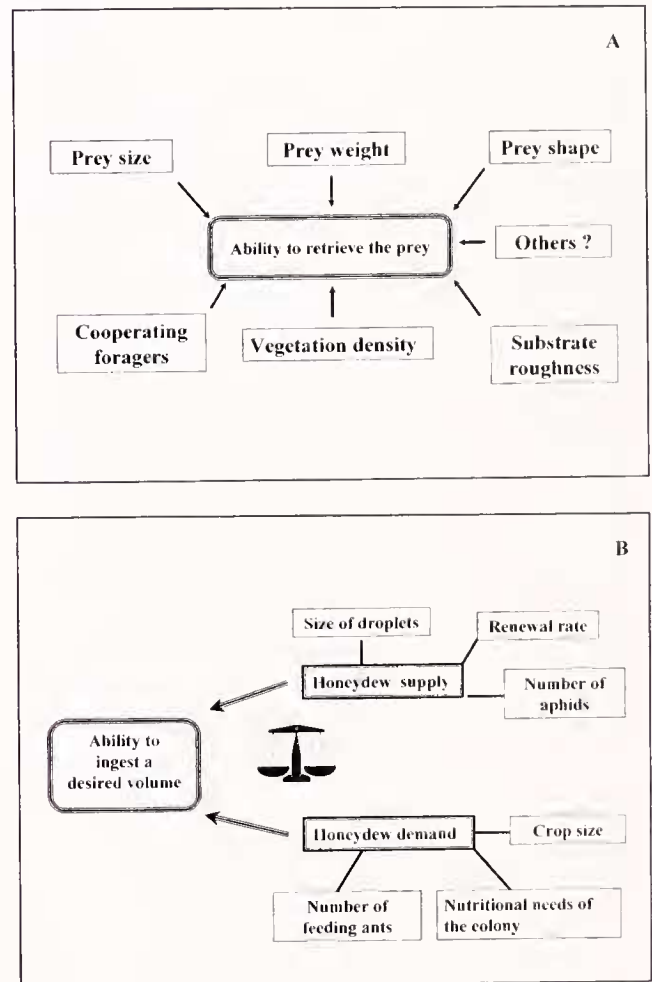 A
Prey size
Prey weight
Prey shape
Ability to retrieve the prey
Others ?
Cooperating
foragers
Vegetation density
Substrate
roughness
B
Size of droplets
Renewal rate
Honeydew supply
Number of
aphids
Ability to
ingest a
desired volume
Honeydew demand
Crop size
Number of
feeding ants
Nutritional needs of
the colony